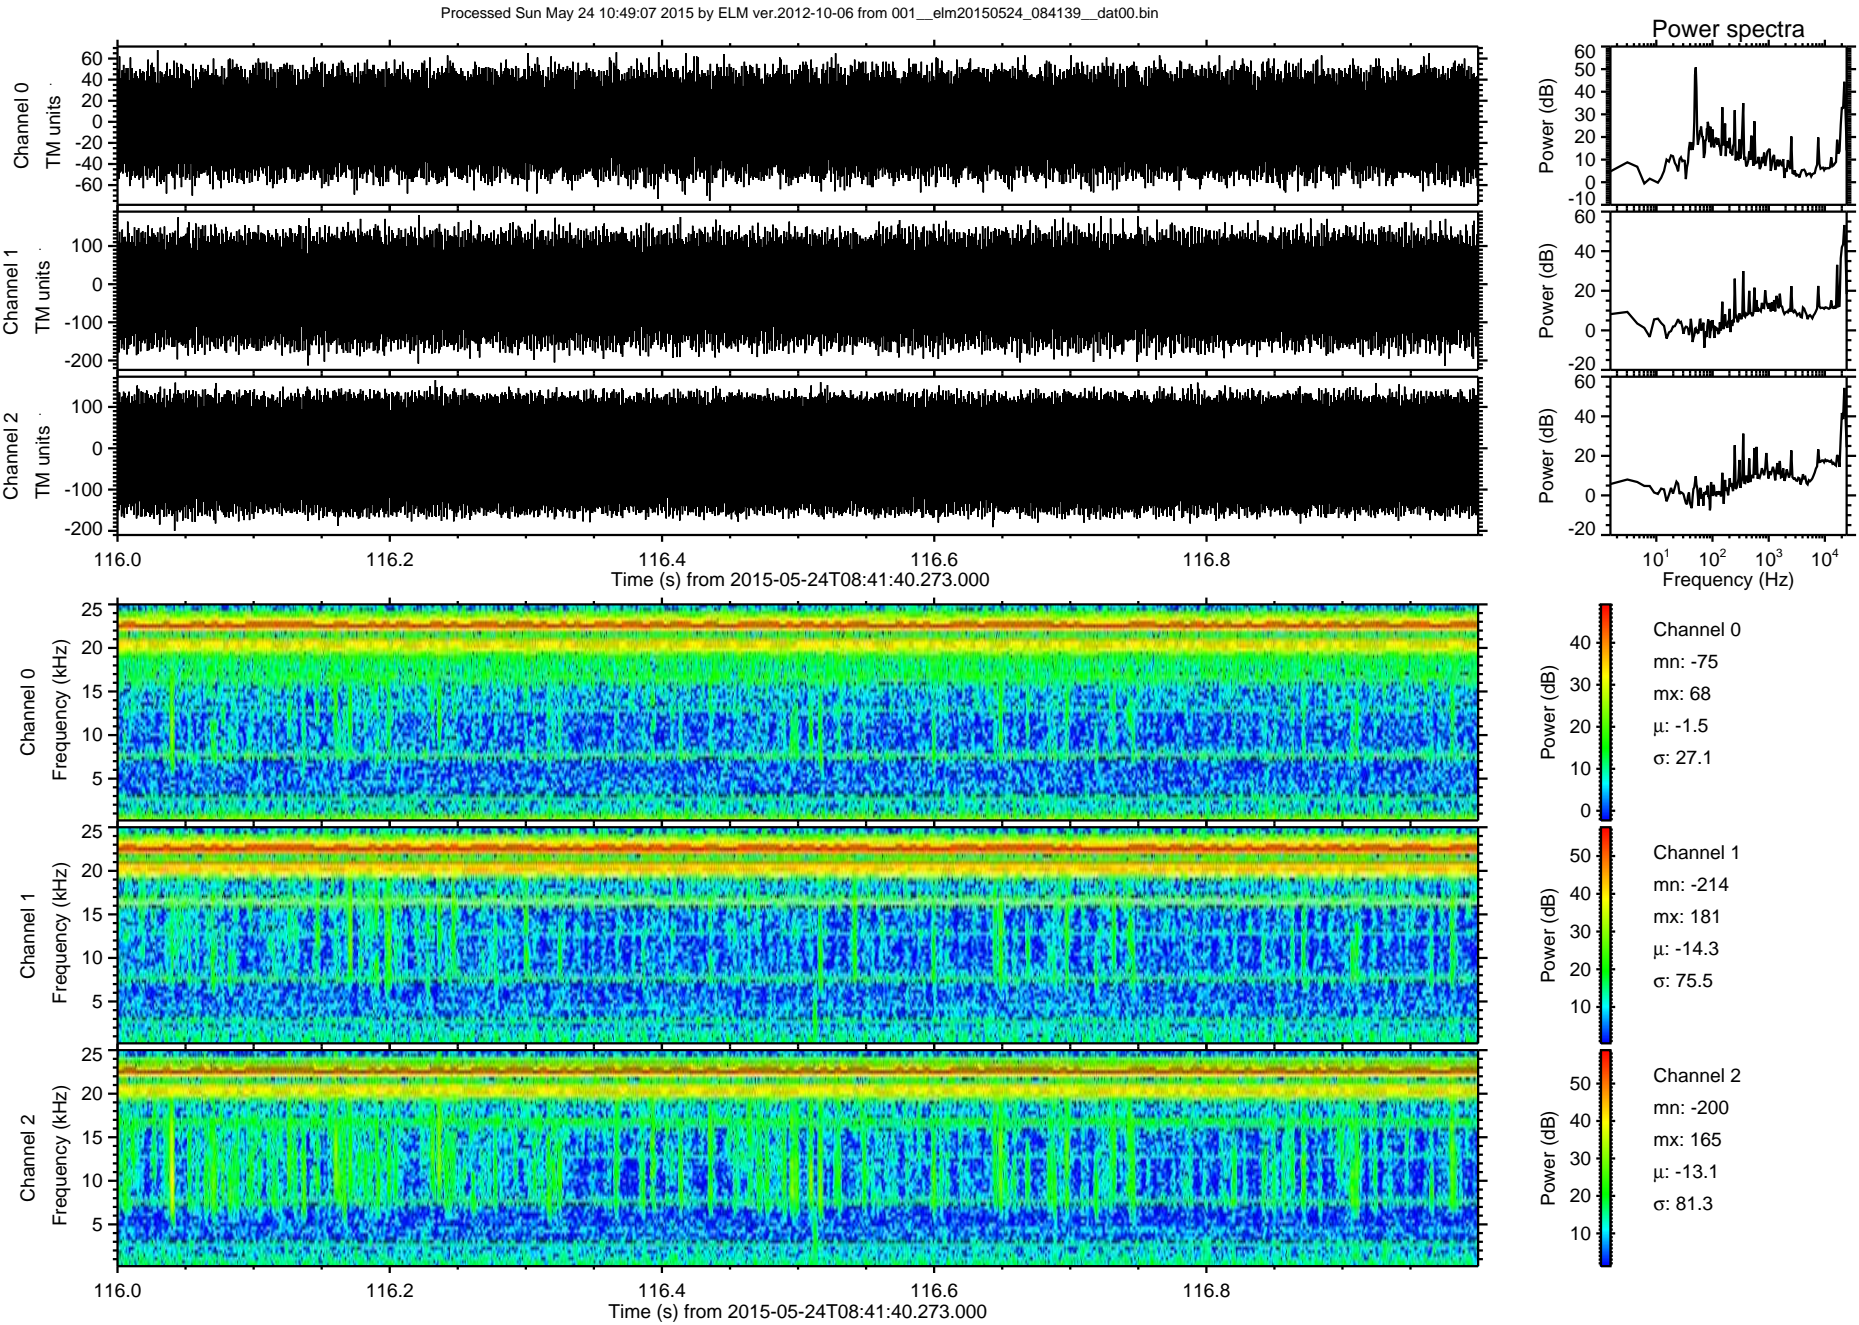 Processed Sun May 24 10:49:07 2015 by ELM ver.2012-10-06 from 001__elm20150524_084139__dat00.bin
Power spectra
Channel 0
TM units
60
40
20
0
-20
-40
-60
Power (dB)
60
50
40
30
20
10
0
-10
Channel 1
TM units
100
0
-100
-200
Power (dB)
60
40
20
0
-20
Channel 2
TM units
100
0
-100
-200
Power (dB)
60
40
20
0
-20
116.0 116.2 116.4 116.6 116.8
Time (s) from 2015-05-24T08:41:40.273.000
10¹ 10² 10³ 10⁴
Frequency (Hz)
Channel 0
Frequency (kHz)
25
20
15
10
5
Power (dB)
40
30
20
10
0
Channel 0
mn: -75
mx: 68
μ: -1.5
σ: 27.1
Channel 1
Frequency (kHz)
25
20
15
10
5
Power (dB)
50
40
30
20
10
Channel 1
mn: -214
mx: 181
μ: -14.3
σ: 75.5
Channel 2
Frequency (kHz)
25
20
15
10
5
Power (dB)
50
40
30
20
10
Channel 2
mn: -200
mx: 165
μ: -13.1
σ: 81.3
116.0 116.2 116.4 116.6 116.8
Time (s) from 2015-05-24T08:41:40.273.000